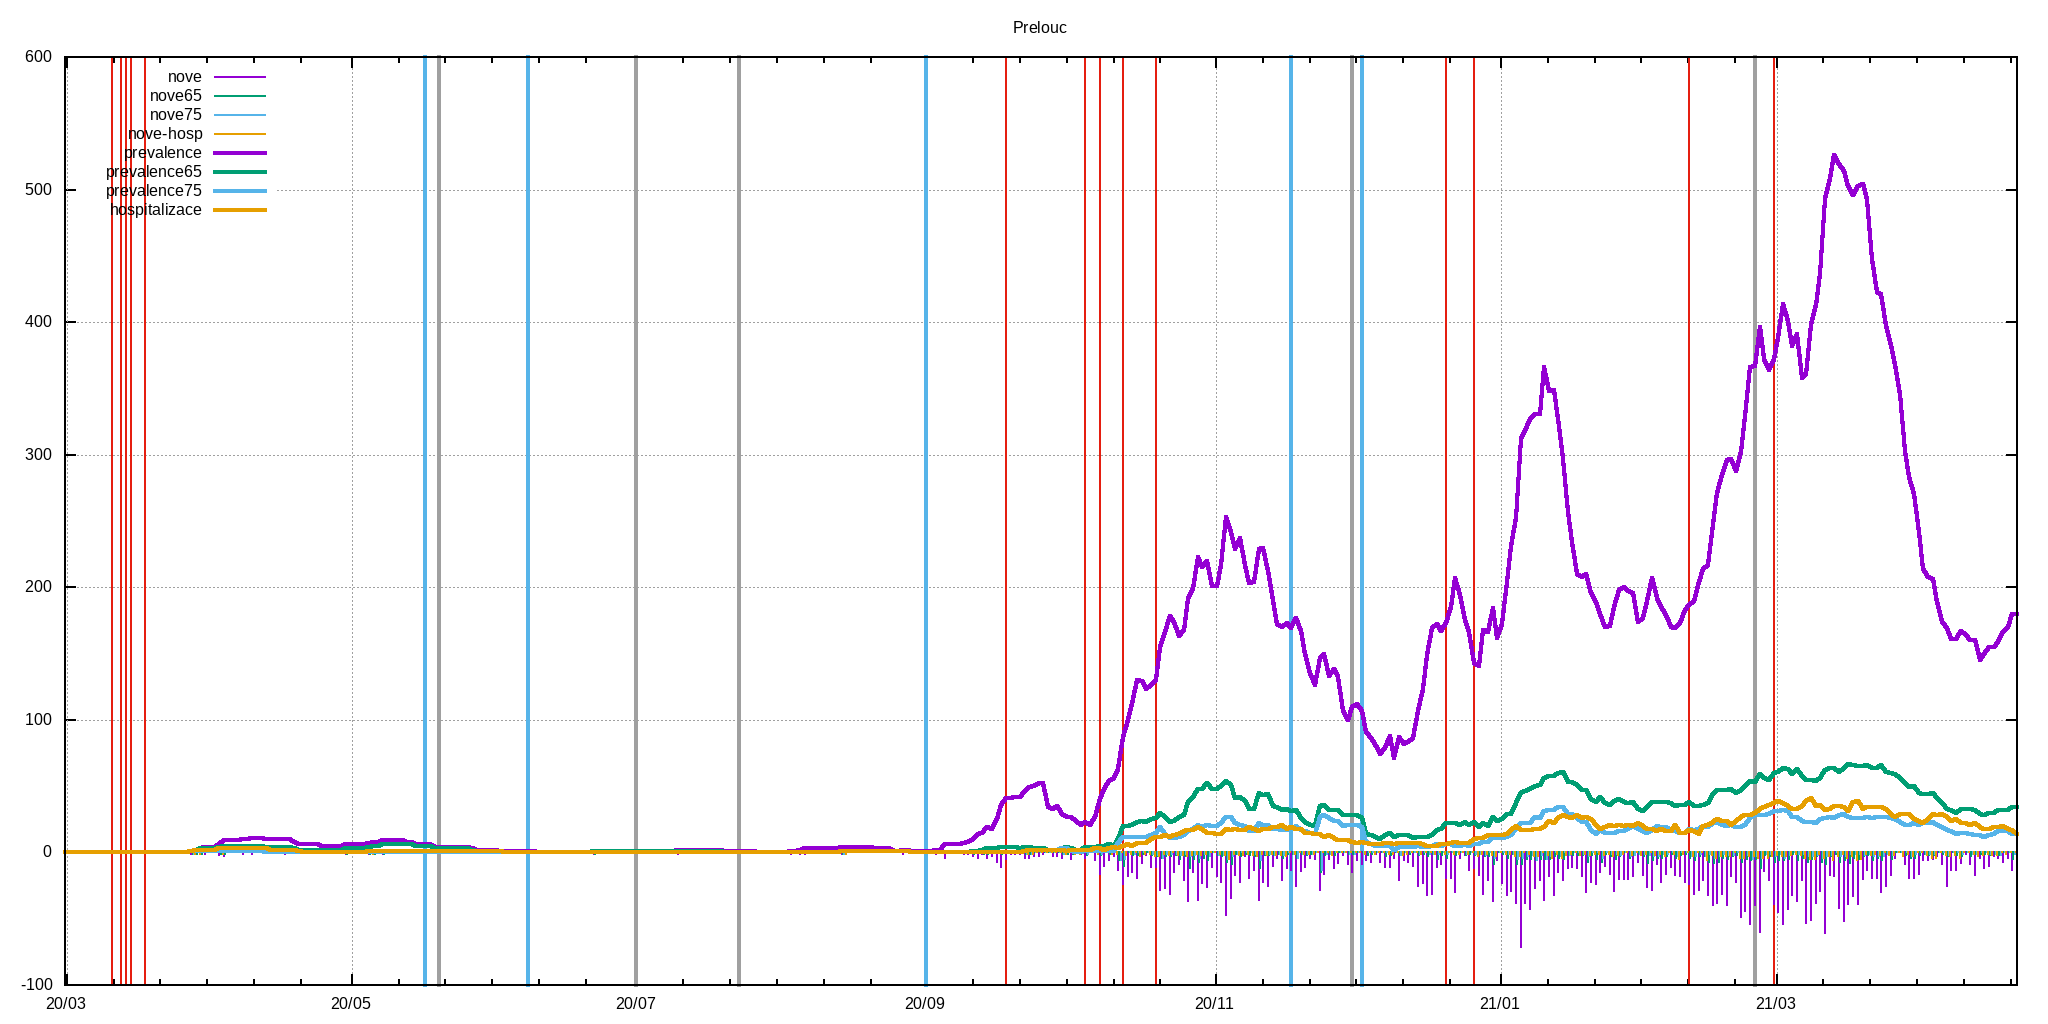 Prelouc
600
nove
nove65
nove75
nove-hosp
prevalence
prevalence65
prevalence75
hospitalizace
500
400
300
200
100
0
-100
20/03 20/05 20/07 20/09 20/11 21/01 21/03